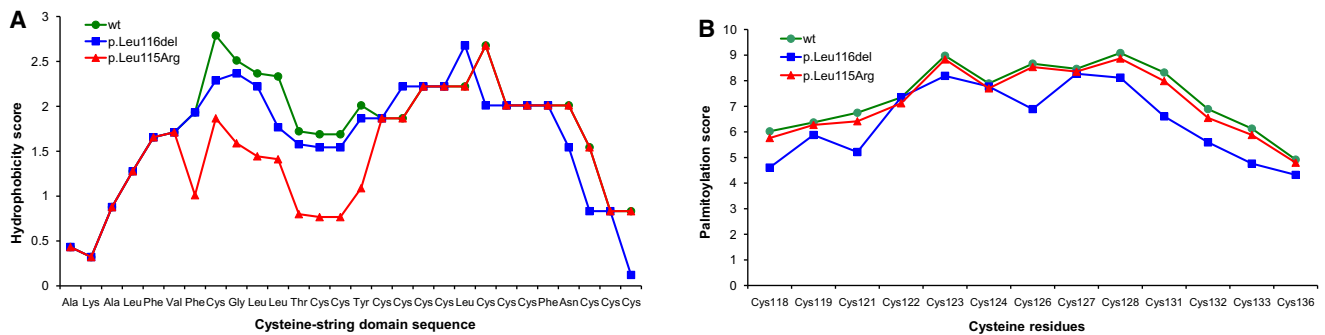 A
Hydrophobicity score
3
2.5
2
1.5
1
0.5
0
wt
p.Leu116del
p.Leu115Arg
Ala Lys Ala Leu Phe Val Phe Cys Gly Leu Leu Thr Cys Cys Tyr Cys Cys Cys Cys Leu Cys Cys Cys Phe Asn Cys Cys Cys
Cysteine-string domain sequence
B
Palmitoylation score
10
9
8
7
6
5
4
3
2
1
0
wt
p.Leu116del
p.Leu115Arg
Cys118 Cys119 Cys121 Cys122 Cys123 Cys124 Cys126 Cys127 Cys128 Cys131 Cys132 Cys133 Cys136
Cysteine residues